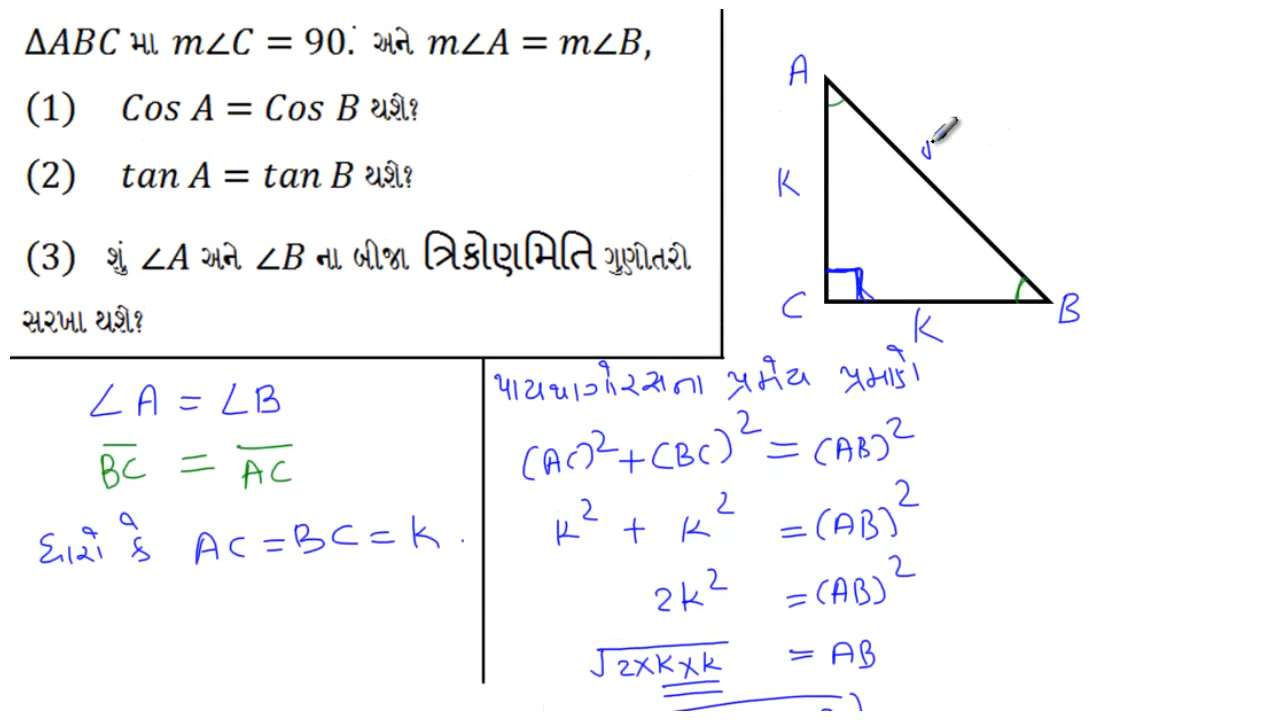 ΔABC મા m∠C = 90. અને m∠A = m∠B,
(1) Cos A = Cos B થશે?
(2) tan A = tan B થશે?
(3) શું ∠A અને ∠B ના બીજા ત્રિકોણમિતિ ગુણોતરી
સરખા થશે?
A
K
C
K
B
∠A = ∠B
BC = AC
ધારો કે AC = BC = K .
પાયથાગોરસના પ્રમેય પ્રમાણે
(AC)² + (BC)² = (AB)²
K² + K² = (AB)²
2K² = (AB)²
√2×K×K = AB